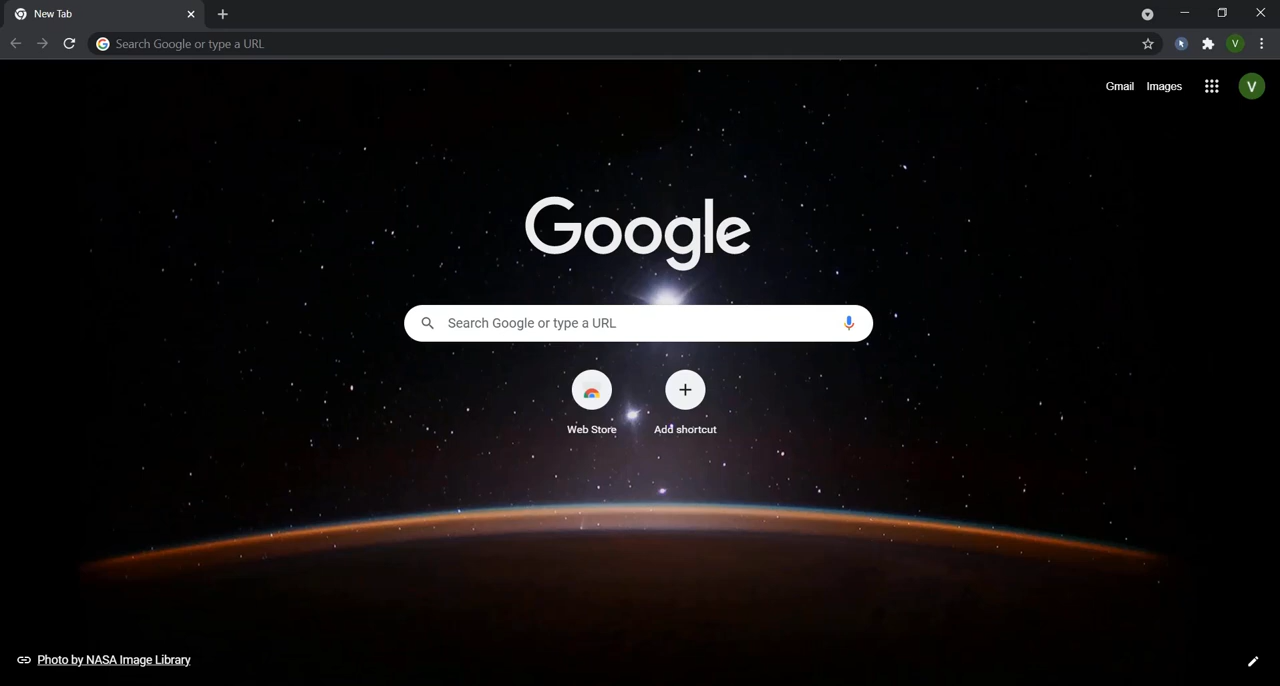 New Tab
Search Google or type a URL
V
Gmail Images V
Google
Search Google or type a URL
Web Store Add shortcut
Photo by NASA Image Library